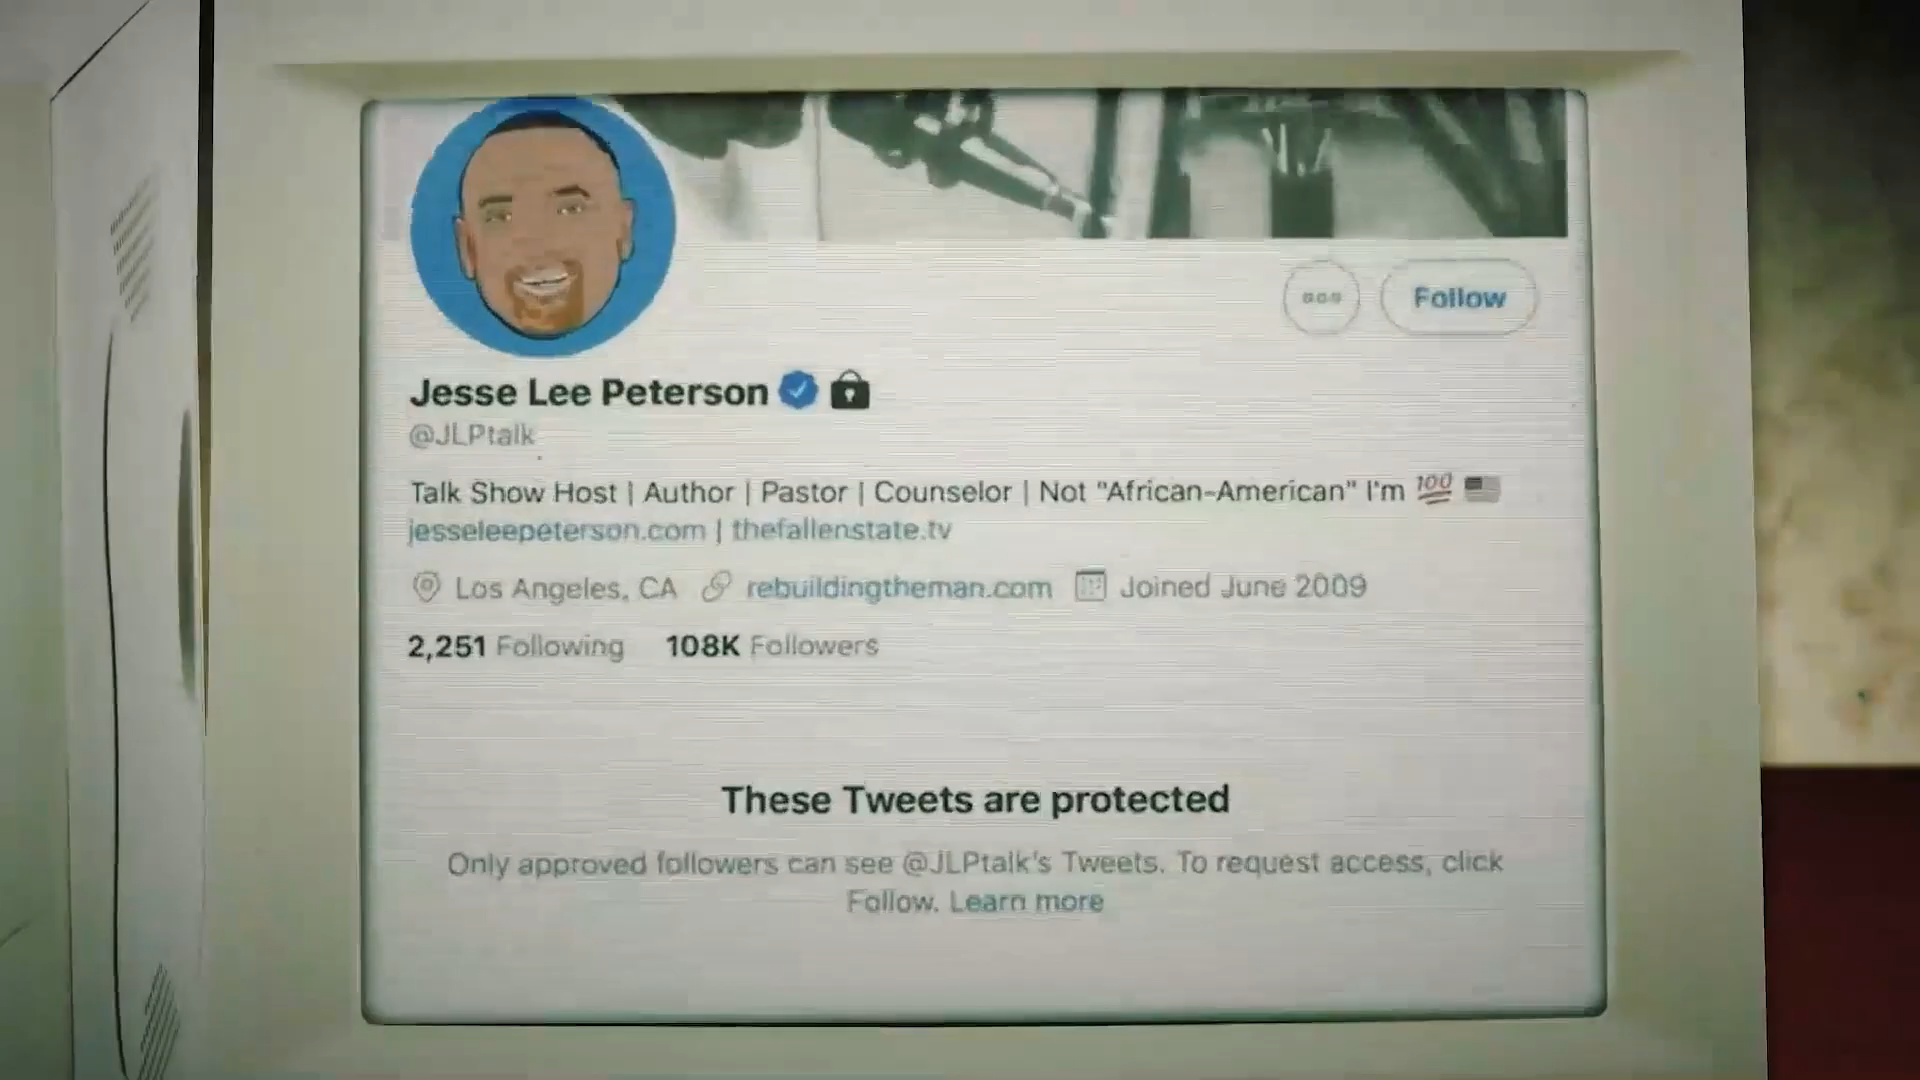 Follow
Jesse Lee Peterson
@JLPtalk
Talk Show Host | Author | Pastor | Counselor | Not "African-American" I'm 💯 🇺🇸
jesseleepeterson.com | thefallenstate.tv
Los Angeles, CA rebuildingtheman.com Joined June 2009
2,251 Following 108K Followers
These Tweets are protected
Only approved followers can see @JLPtalk's Tweets. To request access, click
Follow. Learn more